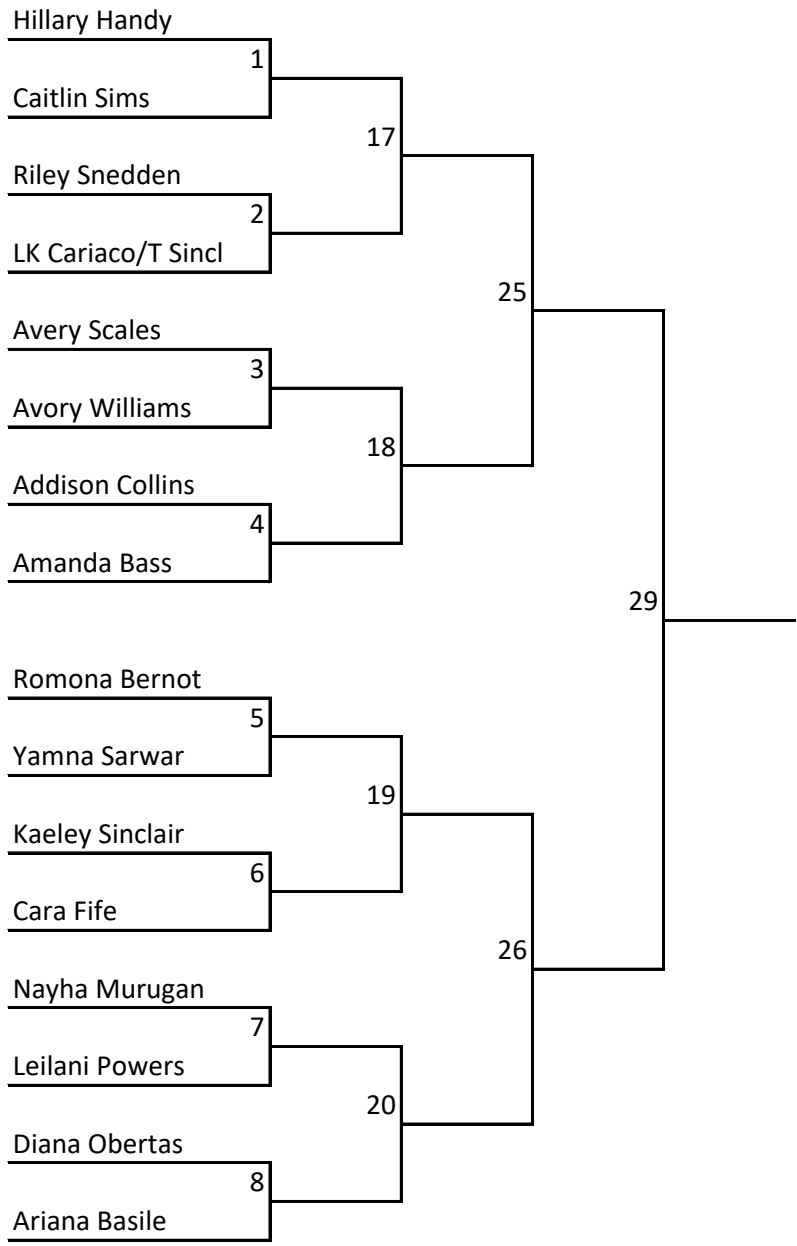 Hillary Handy
1
Caitlin Sims
17
Riley Snedden
2
LK Cariaco/T Sincl
25
Avery Scales
3
Avory Williams
18
Addison Collins
4
Amanda Bass
29
Romona Bernot
5
Yamna Sarwar
19
Kaeley Sinclair
6
Cara Fife
26
Nayha Murugan
7
Leilani Powers
20
Diana Obertas
8
Ariana Basile